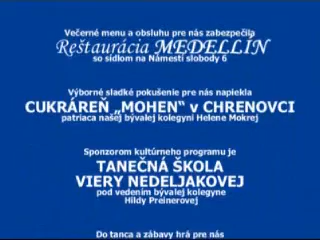 Večerné menu a obsluhu pre nás zabezpečila
Reštaurácia MEDELLIN
so sídlom na Námestí slobody 6
Výborné sladké pokušenie pre nás napiekla
CUKRÁREŇ „MOHEN“ v CHRENOVCI
patriaca našej bývalej kolegyni Helene Mokrej
Sponzorom kultúrneho programu je
TANEČNÁ ŠKOLA
VIERY NEDELJAKOVEJ
pod vedením bývalej kolegyne
Hildy Preinerovej
Do tanca a zábavy hrá pre nás